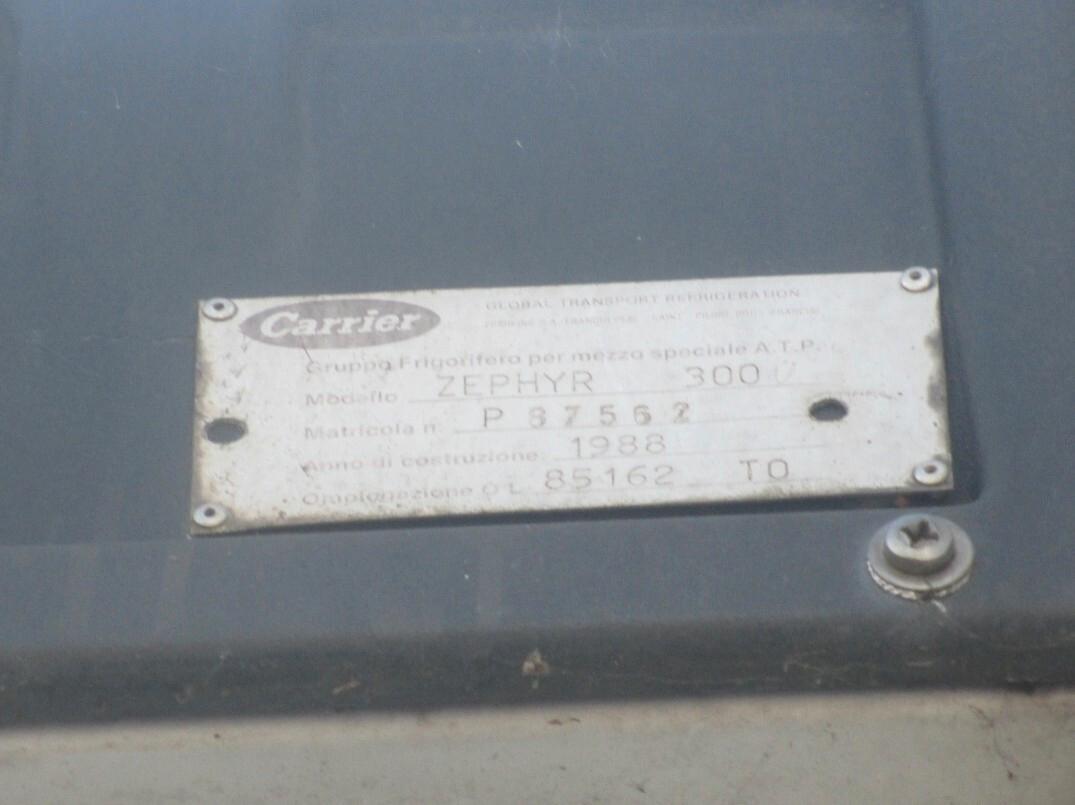 Carrier
GLOBAL TRANSPORT REFRIGERATION
Gruppo Frigorifero per mezzo speciale A.T.P.
Modello ZEPHYR 300
Matricola n. P 87562
Anno di costruzione 1988
Omologazione 85162 TO